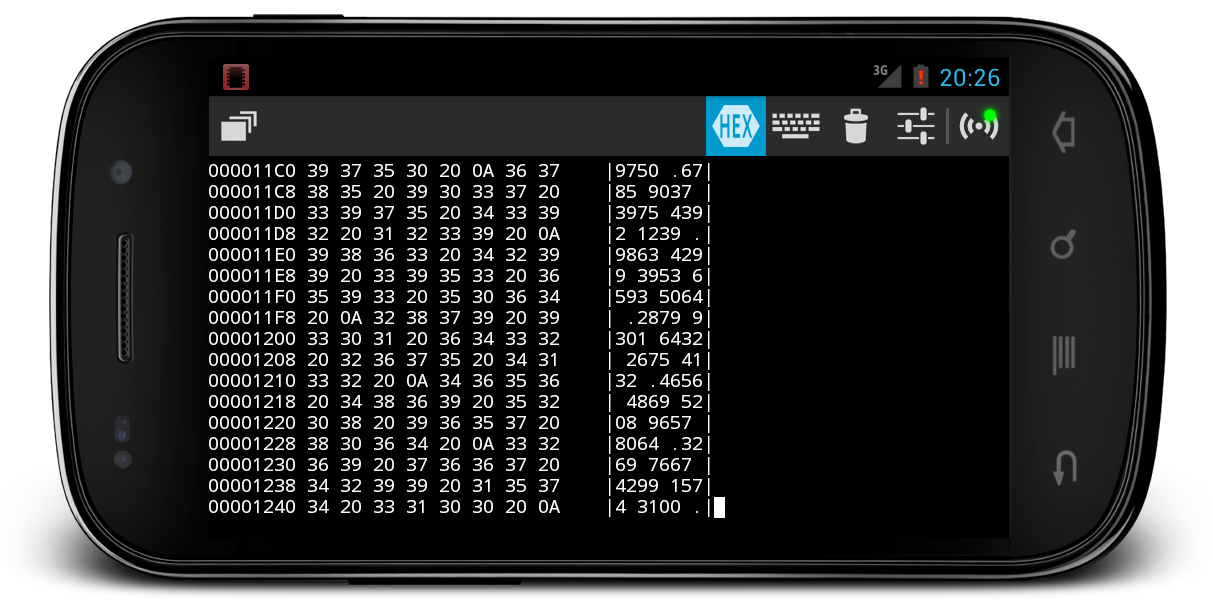 3G 20:26
HEX
000011C0 39 37 35 30 20 0A 36 37 |9750 .67|
000011C8 38 35 20 39 30 33 37 20 |85 9037 |
000011D0 33 39 37 35 20 34 33 39 |3975 439|
000011D8 32 20 31 32 33 39 20 0A |2 1239 .|
000011E0 39 38 36 33 20 34 32 39 |9863 429|
000011E8 39 20 33 39 35 33 20 36 |9 3953 6|
000011F0 35 39 33 20 35 30 36 34 |593 5064|
000011F8 20 0A 32 38 37 39 20 39 | .2879 9|
00001200 33 30 31 20 36 34 33 32 |301 6432|
00001208 20 32 36 37 35 20 34 31 | 2675 41|
00001210 33 32 20 0A 34 36 35 36 |32 .4656|
00001218 20 34 38 36 39 20 35 32 | 4869 52|
00001220 30 38 20 39 36 35 37 20 |08 9657 |
00001228 38 30 36 34 20 0A 33 32 |8064 .32|
00001230 36 39 20 37 36 36 37 20 |69 7667 |
00001238 34 32 39 39 20 31 35 37 |4299 157|
00001240 34 20 33 31 30 30 20 0A |4 3100 .|